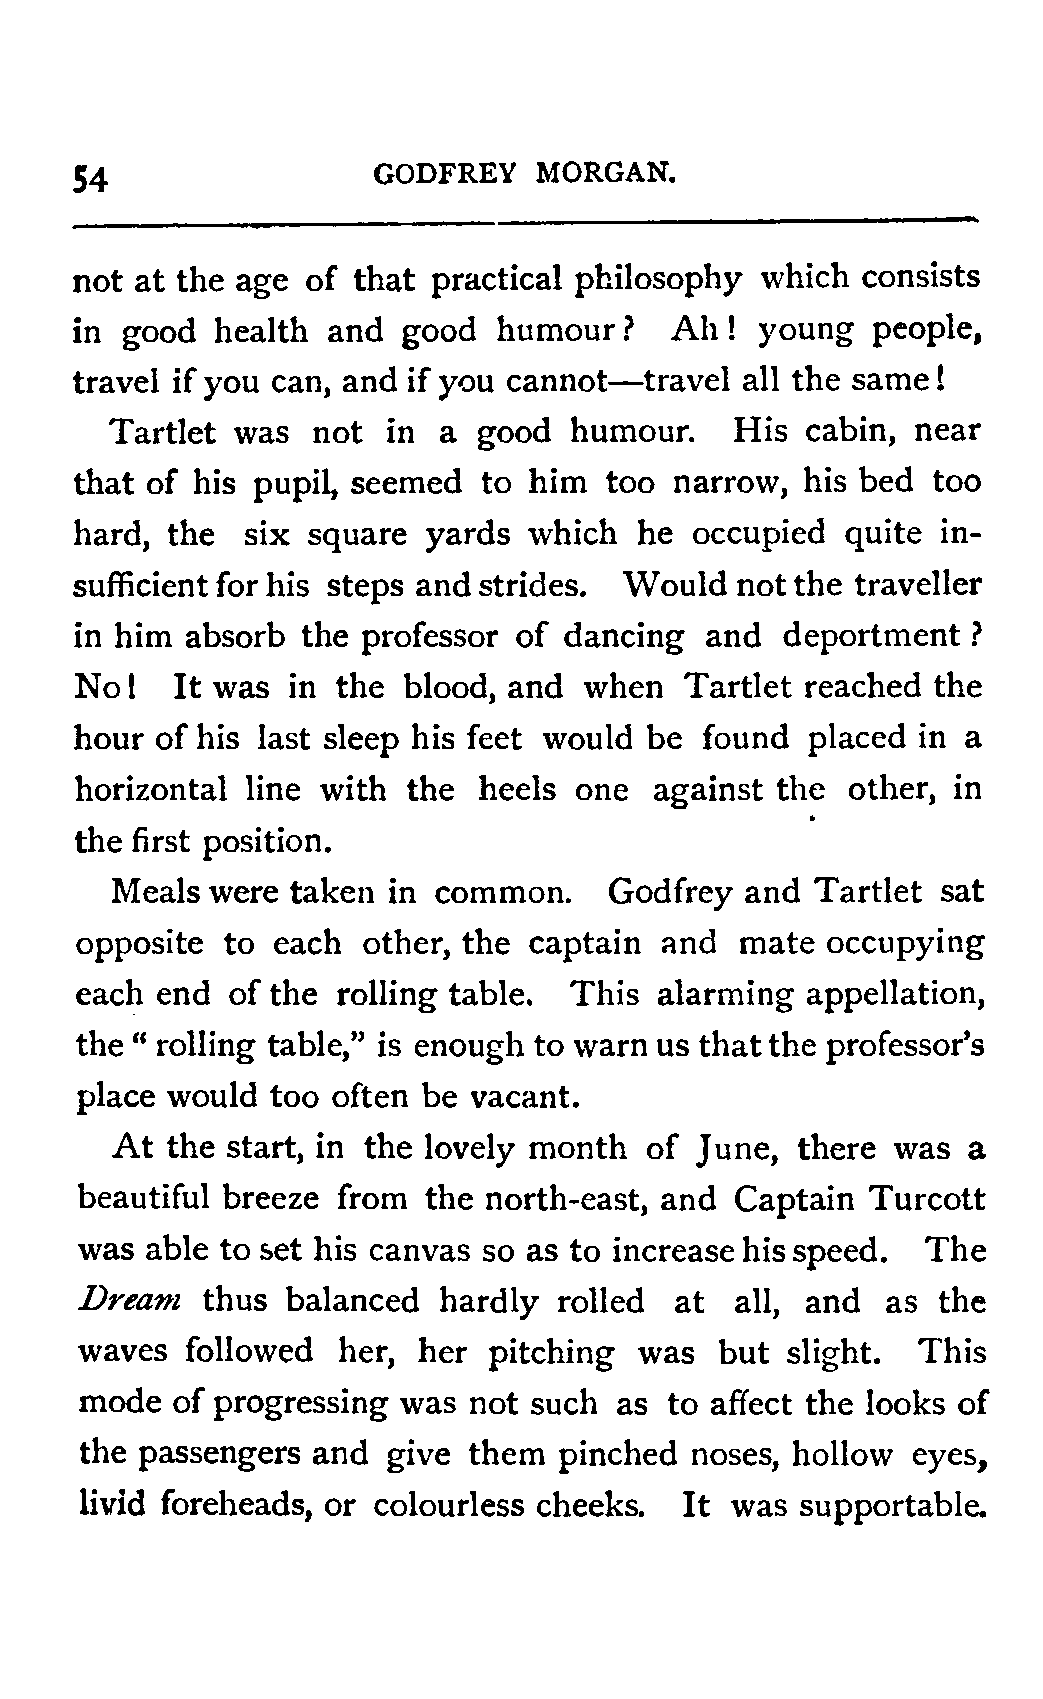 54 GODFREY MORGAN.
not at the age of that practical philosophy which consists
in good health and good humour? Ah! young people,
travel if you can, and if you cannot—travel all the same!
Tartlet was not in a good humour. His cabin, near
that of his pupil, seemed to him too narrow, his bed too
hard, the six square yards which he occupied quite in-
sufficient for his steps and strides. Would not the traveller
in him absorb the professor of dancing and deportment?
No! It was in the blood, and when Tartlet reached the
hour of his last sleep his feet would be found placed in a
horizontal line with the heels one against the other, in
the first position.
Meals were taken in common. Godfrey and Tartlet sat
opposite to each other, the captain and mate occupying
each end of the rolling table. This alarming appellation,
the “rolling table,” is enough to warn us that the professor’s
place would too often be vacant.
At the start, in the lovely month of June, there was a
beautiful breeze from the north-east, and Captain Turcott
was able to set his canvas so as to increase his speed. The
Dream thus balanced hardly rolled at all, and as the
waves followed her, her pitching was but slight. This
mode of progressing was not such as to affect the looks of
the passengers and give them pinched noses, hollow eyes,
livid foreheads, or colourless cheeks. It was supportable.